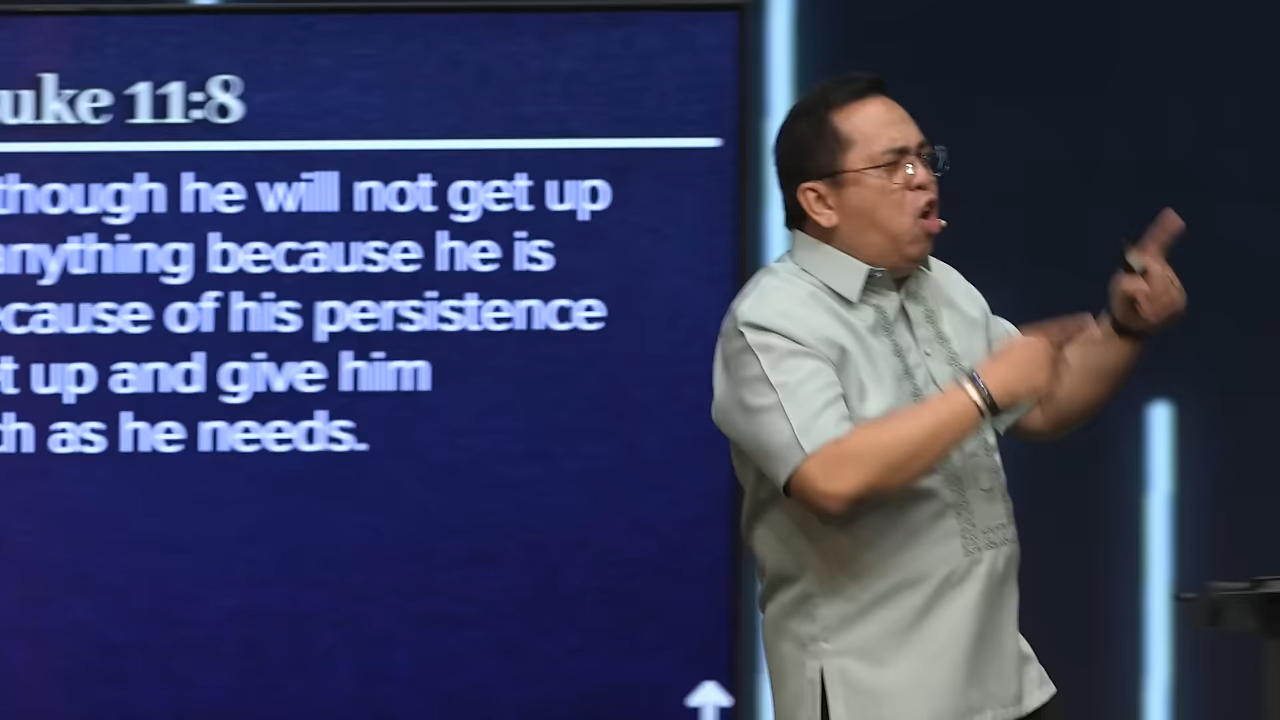 uke 11:8
though he will not get up
anything because he is
ecause of his persistence
t up and give him
ch as he needs.